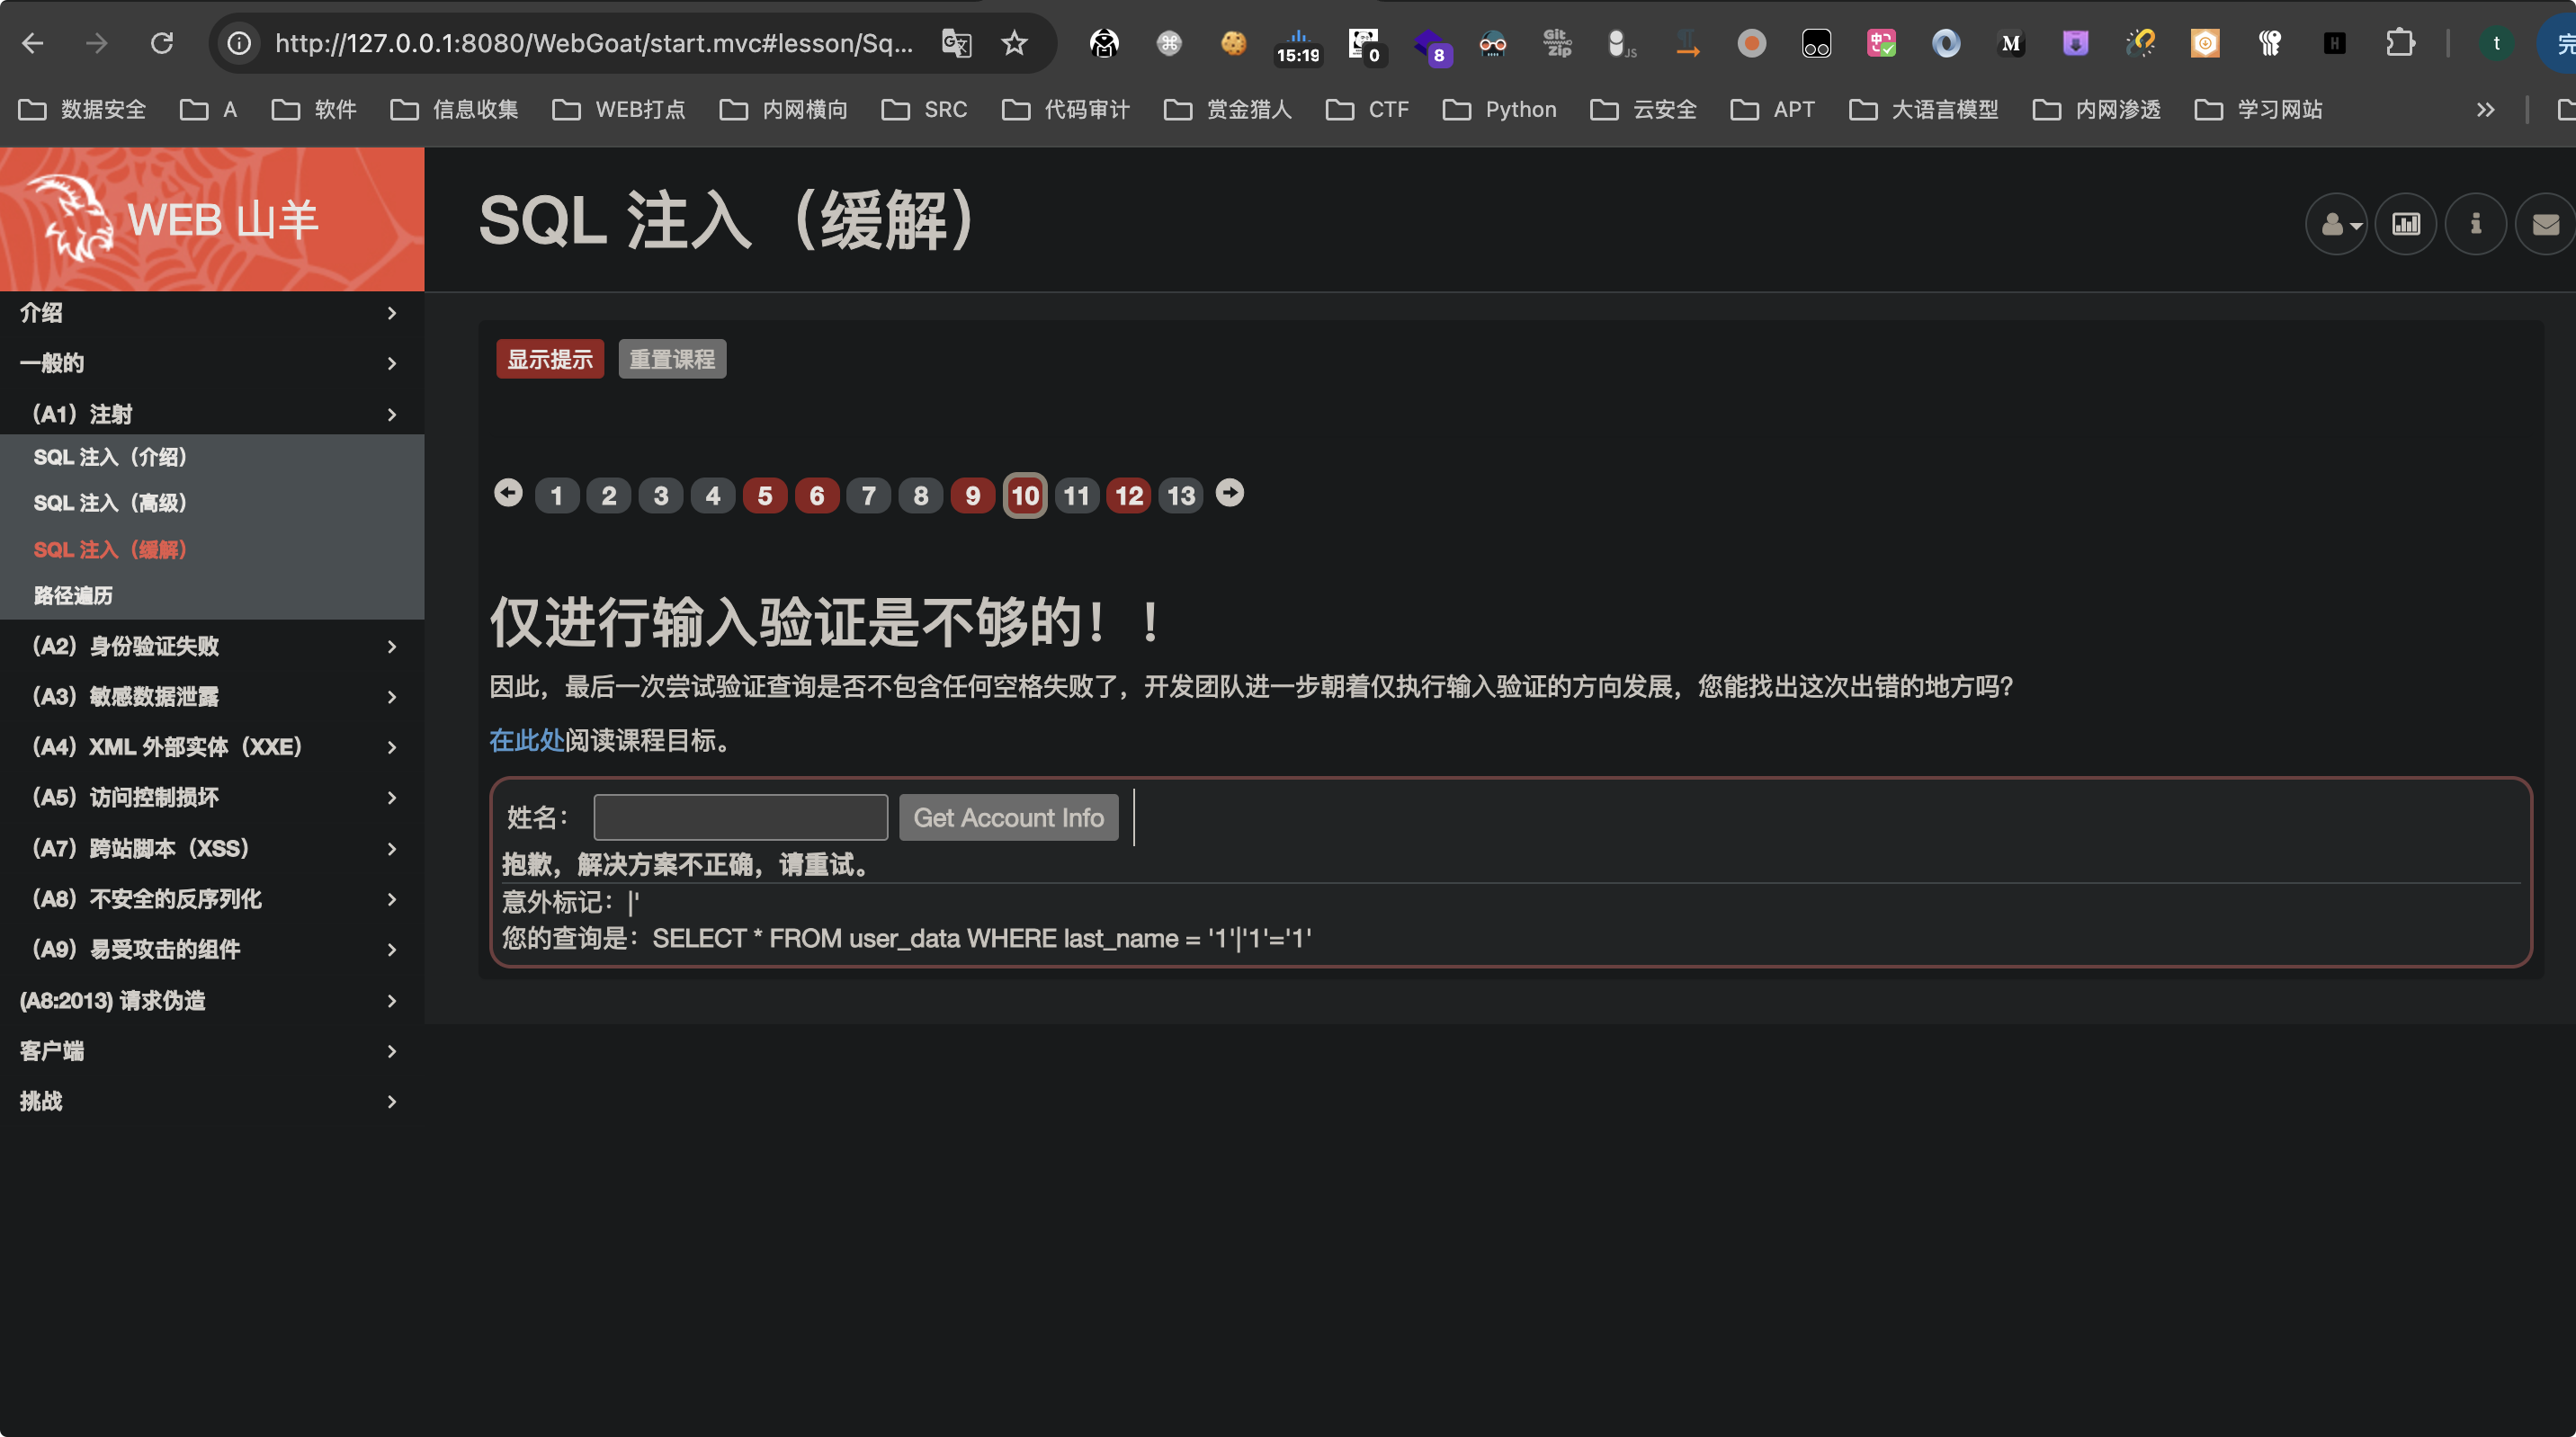 http://127.0.0.1:8080/WebGoat/start.mvc#lesson/Sq...
15:19
0
8
Git
zip
JS
M
H
t
完
数据安全
A
软件
信息收集
WEB打点
内网横向
SRC
代码审计
赏金猎人
CTF
Python
云安全
APT
大语言模型
内网渗透
学习网站
WEB 山羊
SQL 注入（缓解）
介绍
一般的
（A1）注射
SQL 注入（介绍）
SQL 注入（高级）
SQL 注入（缓解）
路径遍历
（A2）身份验证失败
（A3）敏感数据泄露
（A4）XML 外部实体（XXE）
（A5）访问控制损坏
（A7）跨站脚本（XSS）
（A8）不安全的反序列化
（A9）易受攻击的组件
(A8:2013) 请求伪造
客户端
挑战
显示提示 重置课程
1 2 3 4 5 6 7 8 9 10 11 12 13
仅进行输入验证是不够的！！
因此，最后一次尝试验证查询是否不包含任何空格失败了，开发团队进一步朝着仅执行输入验证的方向发展，您能找出这次出错的地方吗?
在此处阅读课程目标。
姓名： Get Account Info
抱歉，解决方案不正确，请重试。
意外标记：|'
您的查询是：SELECT * FROM user_data WHERE last_name = '1'|'1'='1'